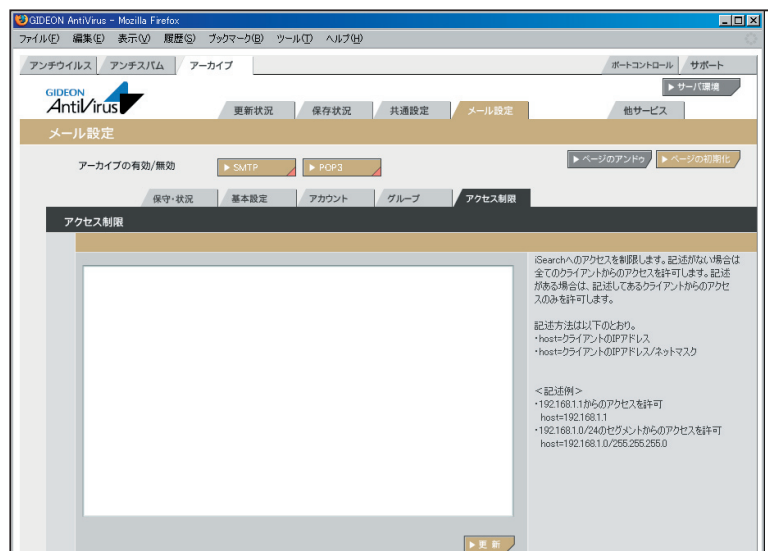 GIDEON AntiVirus - Mozilla Firefox
ファイル(F) 編集(E) 表示(V) 履歴(S) ブックマーク(B) ツール(T) ヘルプ(H)
アンチウイルス アンチスパム アーカイブ ポートコントロール サポート
GIDEON
AntiVirus
サーバ環境
更新状況 保存状況 共通設定 メール設定 他サービス
メール設定
アーカイブの有効/無効 SMTP POP3 ページのアンドゥ ページの初期化
保守・状況 基本設定 アカウント グループ アクセス制限
アクセス制限
iSearchへのアクセスを制限します。記述がない場合は
全てのクライアントからのアクセスを許可します。記述
がある場合は、記述してあるクライアントからのアクセ
スのみを許可します。
記述方法は以下のとおり。
・host=クライアントのIPアドレス
・host=クライアントのIPアドレス/ネットマスク
<記述例>
・192.168.1.1からのアクセスを許可
host=192.168.1.1
・192.168.1.0/24のセグメントからのアクセスを許可
host=192.168.1.0/255.255.255.0
更 新